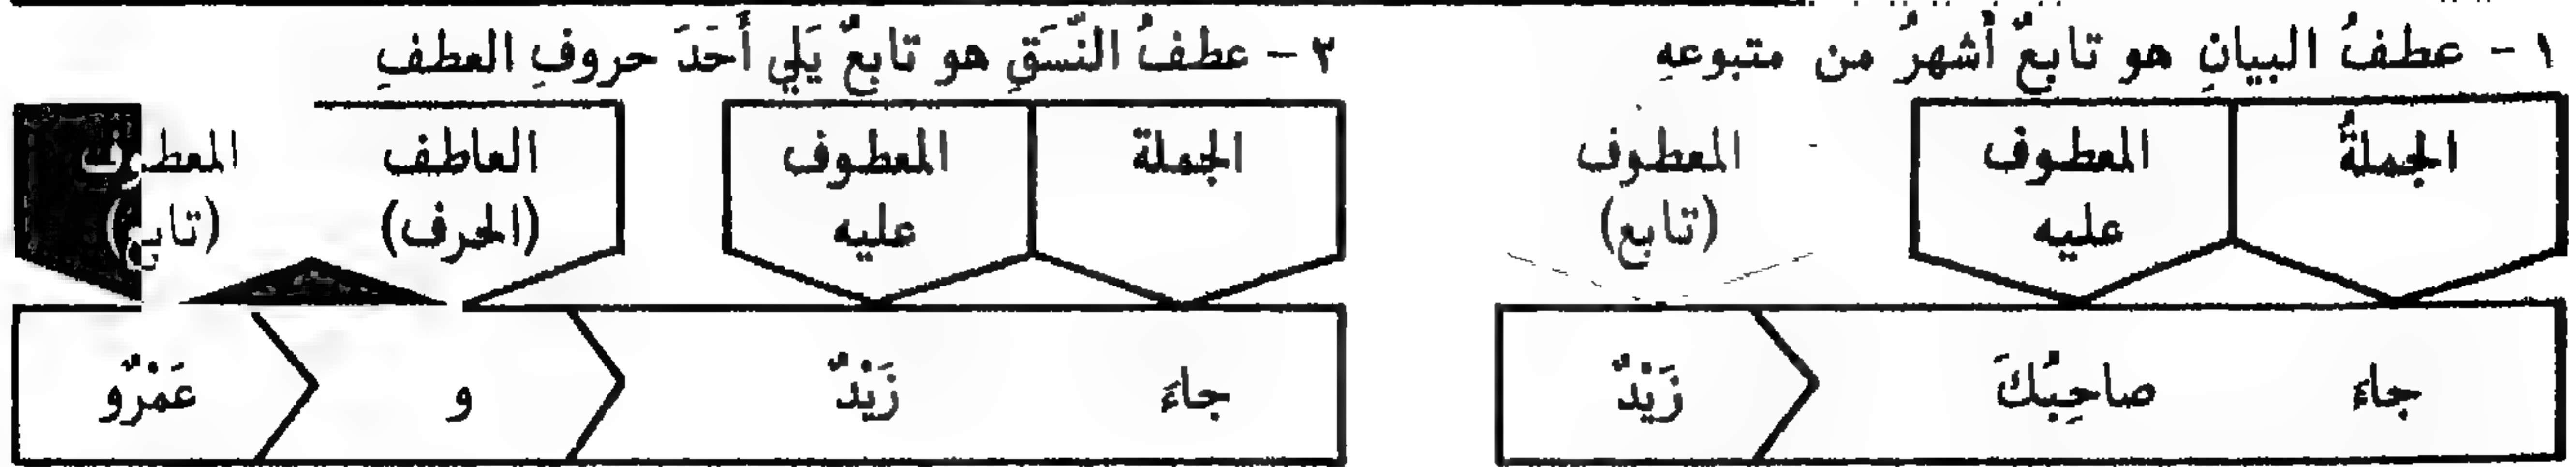 ١ - عطفُ البيانِ هو تابعٌ أشهرُ من متبوعهِ
الجملةُ
المعطوف
عليه
المعطوف
(تابع)
جاءَ
صاحِبُكَ
زَيْدٌ
٢ - عطفُ النَّسَقِ هو تابعٌ يَلي أَحَدَ حروفِ العطفِ
الجملة
المعطوف
عليه
العاطف
(الحرف)
المعطوف
(تابع)
جاءَ
زَيْدٌ
و
عَمْرٌو